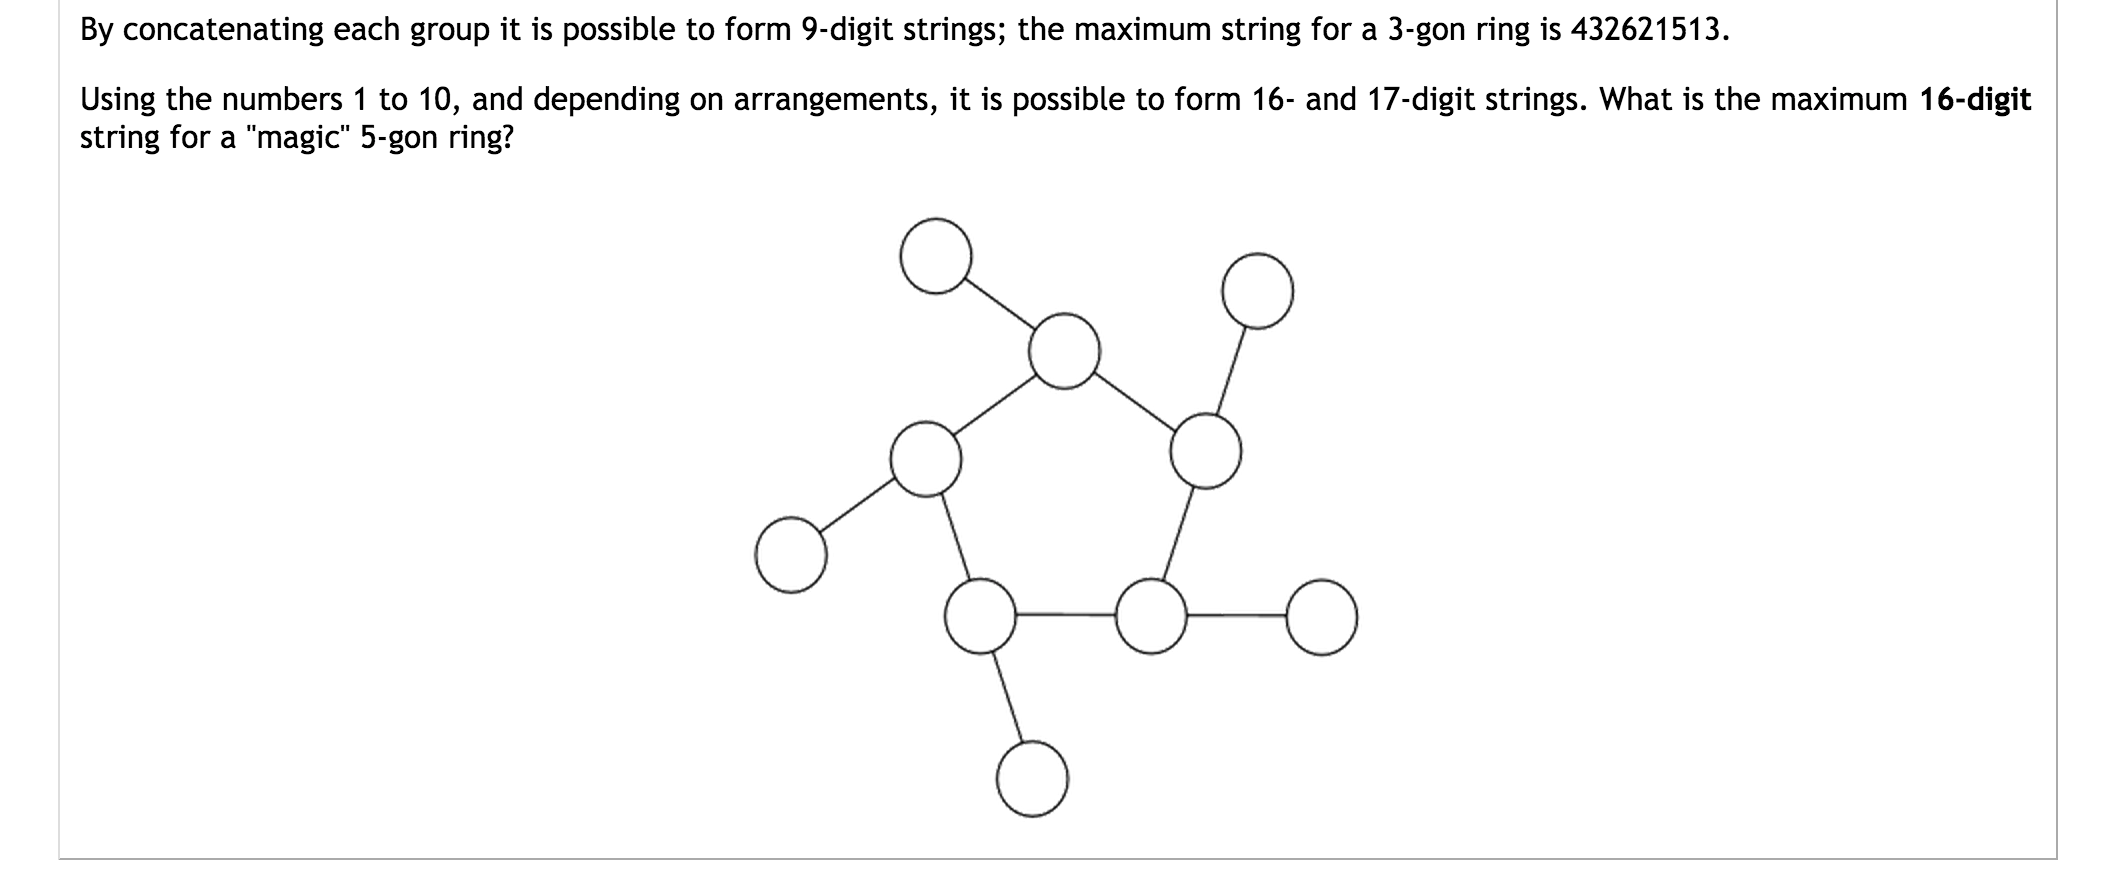 By concatenating each group it is possible to form 9-digit strings; the maximum string for a 3-gon ring is 432621513.
Using the numbers 1 to 10, and depending on arrangements, it is possible to form 16- and 17-digit strings. What is the maximum 16-digit
string for a "magic" 5-gon ring?